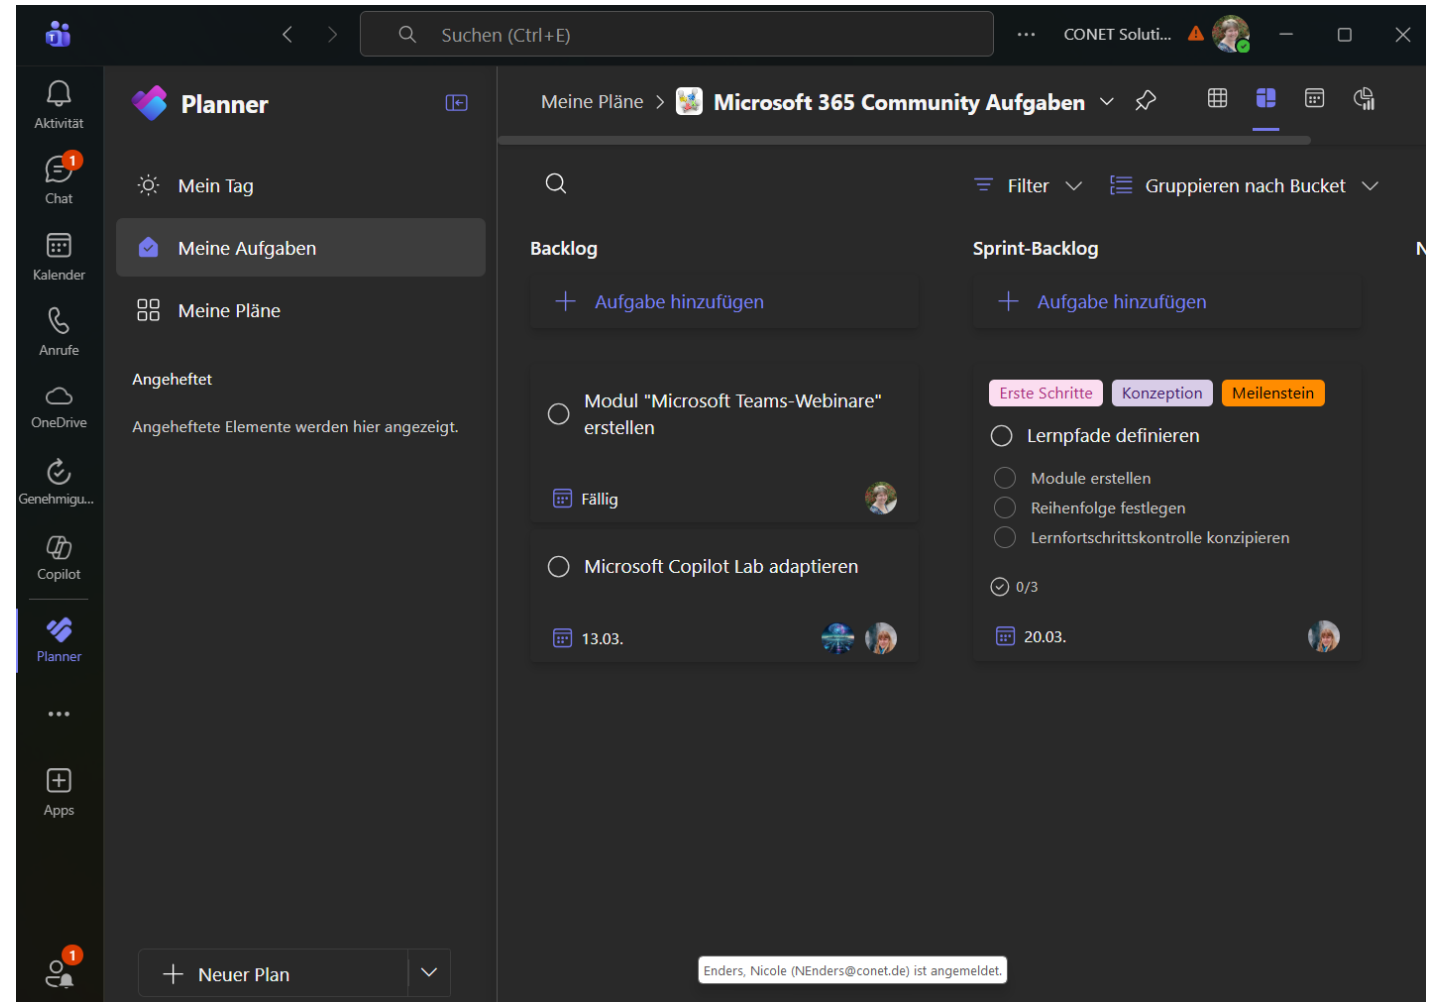 Suchen (Ctrl+E)
CONET Soluti...
Aktivität
Chat
1
Kalender
Anrufe
OneDrive
Genehmigu...
Copilot
Planner
Apps
1
Planner
Mein Tag
Meine Aufgaben
Meine Pläne
Angeheftet
Angeheftete Elemente werden hier angezeigt.
Neuer Plan
Meine Pläne > Microsoft 365 Community Aufgaben
Filter
Gruppieren nach Bucket
Backlog
Aufgabe hinzufügen
Modul "Microsoft Teams-Webinare"
erstellen
Fällig
Microsoft Copilot Lab adaptieren
13.03.
Sprint-Backlog
Aufgabe hinzufügen
Erste Schritte
Konzeption
Meilenstein
Lernpfade definieren
Module erstellen
Reihenfolge festlegen
Lernfortschrittskontrolle konzipieren
0/3
20.03.
N
Enders, Nicole (NEnders@conet.de) ist angemeldet.